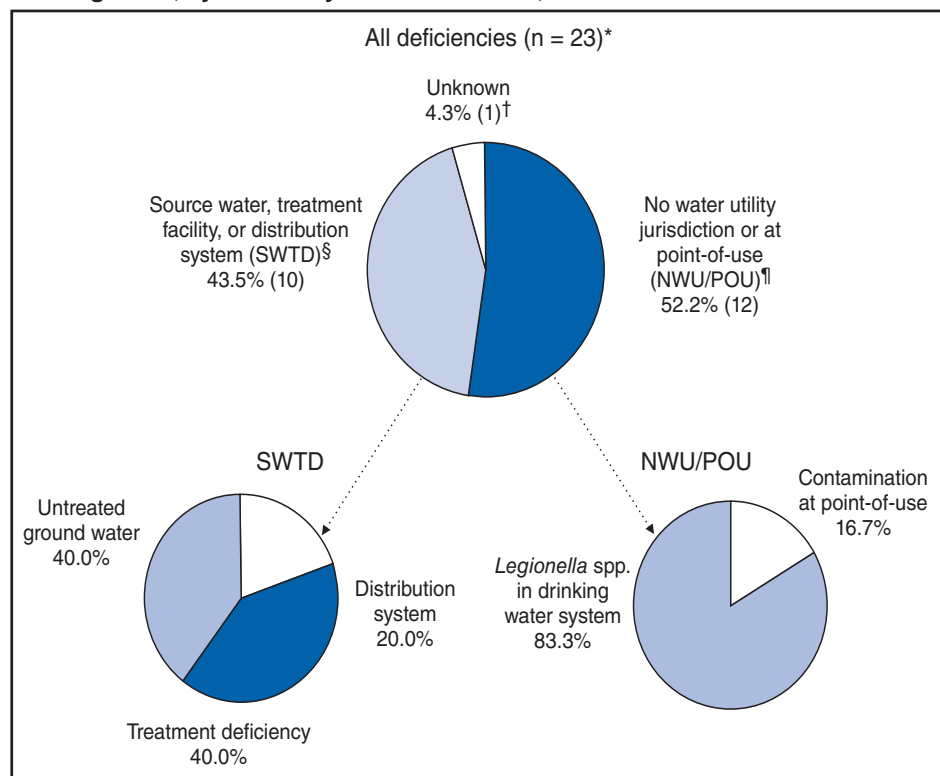 All deficiencies (n = 23)*
Unknown
4.3% (1)†
Source water, treatment
facility, or distribution
system (SWTD)§
43.5% (10)
No water utility
jurisdiction or at
point-of-use
(NWU/POU)¶
52.2% (12)
SWTD
NWU/POU
Untreated
ground water
40.0%
Distribution
system
20.0%
Treatment deficiency
40.0%
Legionella spp.
in drinking
water system
83.3%
Contamination
at point-of-use
16.7%